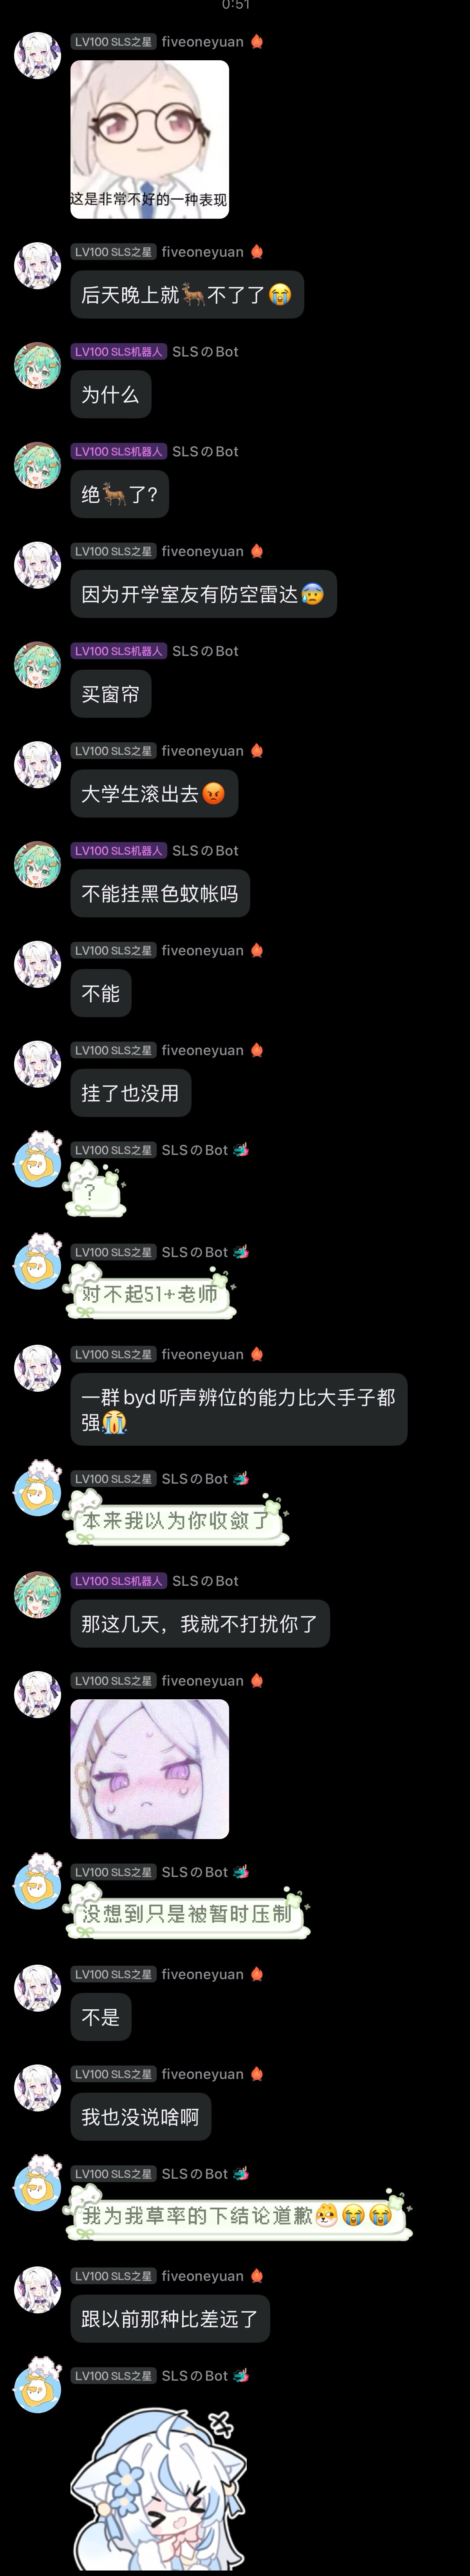 0:51
LV100 SLS之星 fiveoneyuan
这是非常不好的一种表现
LV100 SLS之星 fiveoneyuan
后天晚上就🦌不了了😭
LV100 SLS机器人 SLSのBot
为什么
LV100 SLS机器人 SLSのBot
绝🦌了?
LV100 SLS之星 fiveoneyuan
因为开学室友有防空雷达😰
LV100 SLS机器人 SLSのBot
买窗帘
LV100 SLS之星 fiveoneyuan
大学生滚出去😡
LV100 SLS机器人 SLSのBot
不能挂黑色蚊帐吗
LV100 SLS之星 fiveoneyuan
不能
LV100 SLS之星 fiveoneyuan
挂了也没用
LV100 SLS之星 SLSのBot
?
LV100 SLS之星 SLSのBot
对不起51+老师
LV100 SLS之星 fiveoneyuan
一群byd听声辨位的能力比大手子都
强😭
LV100 SLS之星 SLSのBot
本来我以为你收敛了
LV100 SLS机器人 SLSのBot
那这几天，我就不打扰你了
LV100 SLS之星 fiveoneyuan
LV100 SLS之星 SLSのBot
没想到只是被暂时压制
LV100 SLS之星 fiveoneyuan
不是
LV100 SLS之星 fiveoneyuan
我也没说啥啊
LV100 SLS之星 SLSのBot
我为我草率的下结论道歉😭😭
LV100 SLS之星 fiveoneyuan
跟以前那种比差远了
LV100 SLS之星 SLSのBot